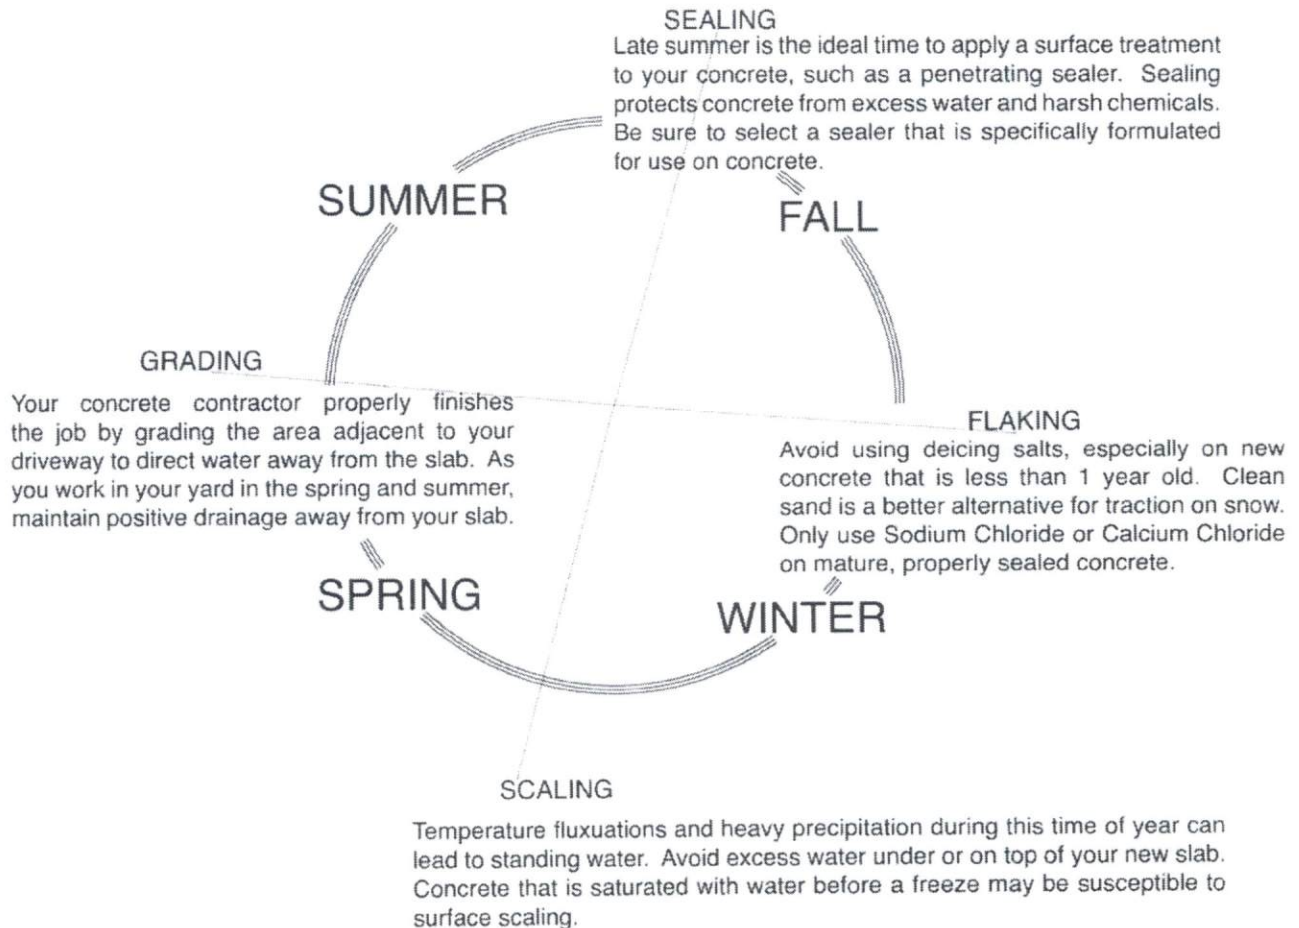 SEALING
Late summer is the ideal time to apply a surface treatment
to your concrete, such as a penetrating sealer. Sealing
protects concrete from excess water and harsh chemicals.
Be sure to select a sealer that is specifically formulated
for use on concrete.
SUMMER
FALL
GRADING
Your concrete contractor properly finishes
the job by grading the area adjacent to your
driveway to direct water away from the slab. As
you work in your yard in the spring and summer,
maintain positive drainage away from your slab.
FLAKING
Avoid using deicing salts, especially on new
concrete that is less than 1 year old. Clean
sand is a better alternative for traction on snow.
Only use Sodium Chloride or Calcium Chloride
on mature, properly sealed concrete.
SPRING
WINTER
SCALING
Temperature fluxuations and heavy precipitation during this time of year can
lead to standing water. Avoid excess water under or on top of your new slab.
Concrete that is saturated with water before a freeze may be susceptible to
surface scaling.